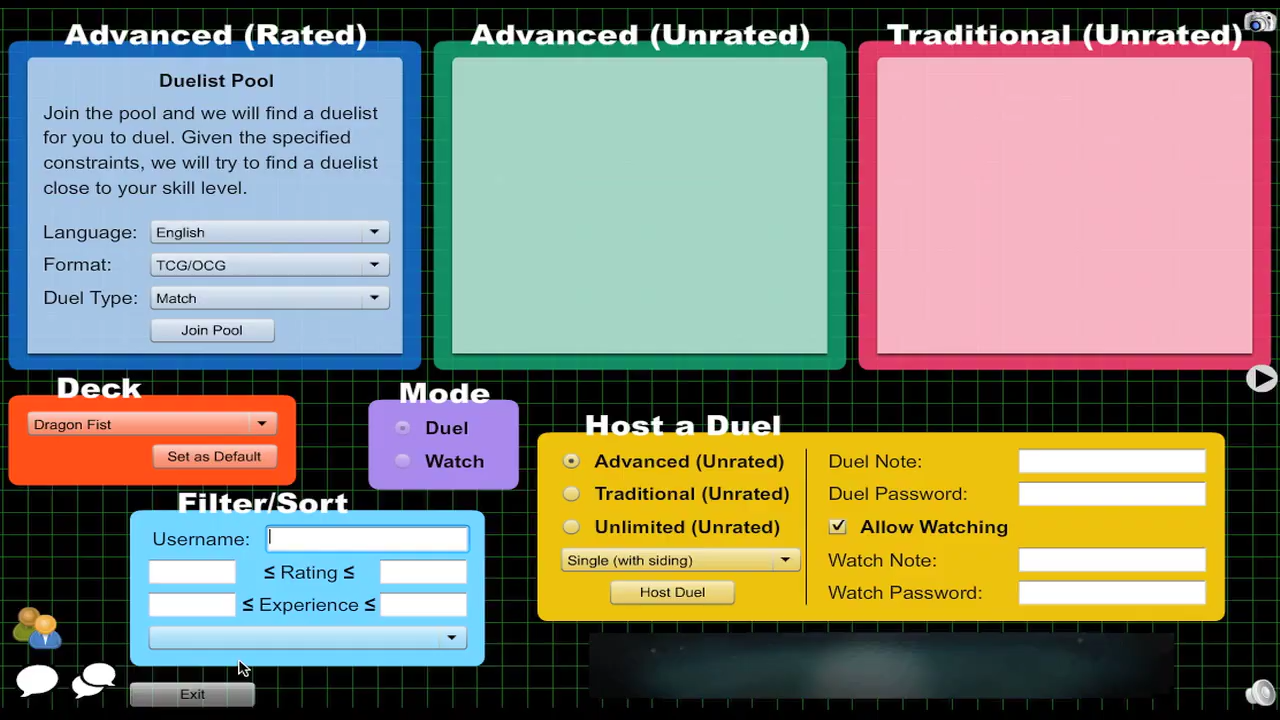 Advanced (Rated)
Duelist Pool
Join the pool and we will find a duelist
for you to duel. Given the specified
constraints, we will try to find a duelist
close to your skill level.
Language: English
Format: TCG/OCG
Duel Type: Match
Join Pool
Advanced (Unrated)
Traditional (Unrated)
Deck
Dragon Fist
Set as Default
Mode
Duel
Watch
Filter/Sort
Username:
≤ Rating ≤
≤ Experience ≤
Exit
Host a Duel
Advanced (Unrated)
Traditional (Unrated)
Unlimited (Unrated)
Single (with siding)
Host Duel
Duel Note:
Duel Password:
Allow Watching
Watch Note:
Watch Password: